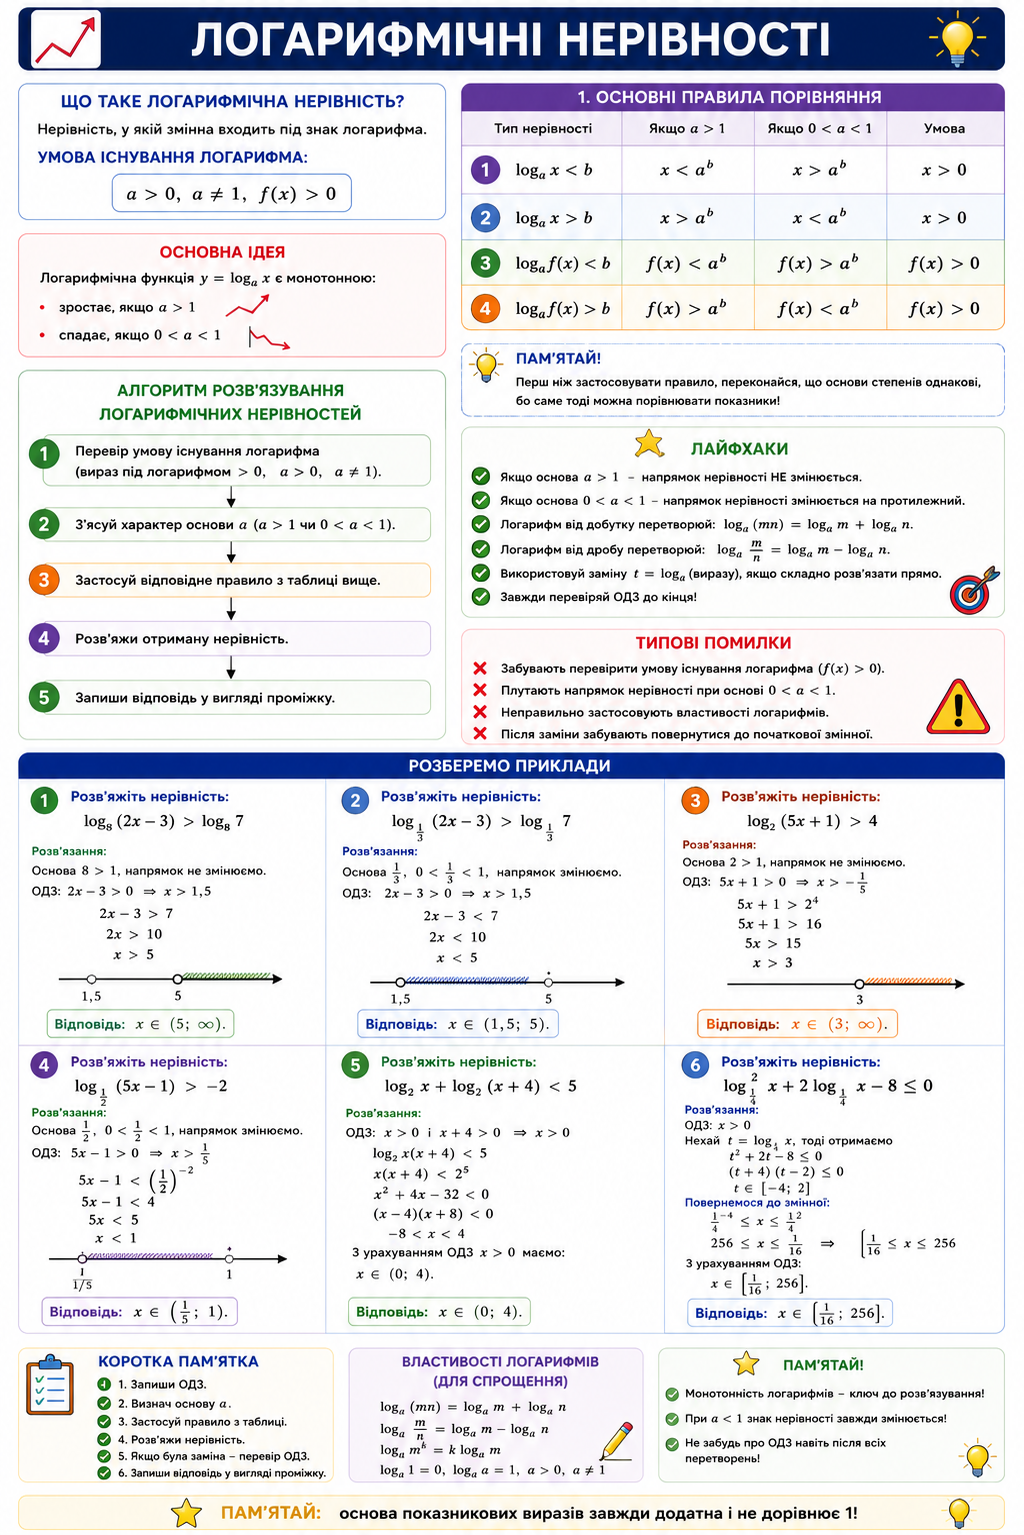 ЛОГАРИФМІЧНІ НЕРІВНОСТІ
ЩО ТАКЕ ЛОГАРИФМІЧНА НЕРІВНІСТЬ?
Нерівність, у якій змінна входить під знак логарифма.
УМОВА ІСНУВАННЯ ЛОГАРИФМА:
a > 0, a ≠ 1, f(x) > 0
ОСНОВНА ІДЕЯ
Логарифмічна функція y = logₐ x є монотонною:
• зростає, якщо a > 1
• спадає, якщо 0 < a < 1
АЛГОРИТМ РОЗВ'ЯЗУВАННЯ
ЛОГАРИФМІЧНИХ НЕРІВНОСТЕЙ
1 Перевір умову існування логарифма
(вираз під логарифмом > 0, a > 0, a ≠ 1).
2 З'ясуй характер основи a (a > 1 чи 0 < a < 1).
3 Застосуй відповідне правило з таблиці вище.
4 Розв'яжи отриману нерівність.
5 Запиши відповідь у вигляді проміжку.
1. ОСНОВНІ ПРАВИЛА ПОРІВНЯННЯ
Тип нерівності Якщо a > 1 Якщо 0 < a < 1 Умова
1 logₐ x < b x < a^b x > a^b x > 0
2 logₐ x > b x > a^b x < a^b x > 0
3 logₐ f(x) < b f(x) < a^b f(x) > a^b f(x) > 0
4 logₐ f(x) > b f(x) > a^b f(x) < a^b f(x) > 0
ПАМ'ЯТАЙ!
Перш ніж застосовувати правило, переконайся, що основи степенів однакові,
бо саме тоді можна порівнювати показники!
ЛАЙФХАКИ
Якщо основа a > 1 – напрямок нерівності НЕ змінюється.
Якщо основа 0 < a < 1 – напрямок нерівності змінюється на протилежний.
Логарифм від добутку перетворюй: logₐ (mn) = logₐ m + logₐ n.
Логарифм від дробу перетворюй: logₐ m/n = logₐ m − logₐ n.
Використовуй заміну t = logₐ (виразу), якщо складно розв'язати прямо.
Завжди перевіряй ОДЗ до кінця!
ТИПОВІ ПОМИЛКИ
Забувають перевірити умову існування логарифма (f(x) > 0).
Плутають напрямок нерівності при основі 0 < a < 1.
Неправильно застосовують властивості логарифмів.
Після заміни забувають повернутися до початкової змінної.
РОЗБЕРЕМО ПРИКЛАДИ
1 Розв'яжіть нерівність:
log₈ (2x − 3) > log₈ 7
Розв'язання:
Основа 8 > 1, напрямок не змінюємо.
ОДЗ: 2x − 3 > 0 ⇒ x > 1,5
2x − 3 > 7
2x > 10
x > 5
1,5 5
Відповідь: x ∈ (5; ∞).
2 Розв'яжіть нерівність:
log_{1/3} (2x − 3) > log_{1/3} 7
Розв'язання:
Основа 1/3, 0 < 1/3 < 1, напрямок змінюємо.
ОДЗ: 2x − 3 > 0 ⇒ x > 1,5
2x − 3 < 7
2x < 10
x < 5
1,5 5
Відповідь: x ∈ (1,5; 5).
3 Розв'яжіть нерівність:
log₂ (5x + 1) > 4
Розв'язання:
Основа 2 > 1, напрямок не змінюємо.
ОДЗ: 5x + 1 > 0 ⇒ x > −1/5
5x + 1 > 2⁴
5x + 1 > 16
5x > 15
x > 3
3
Відповідь: x ∈ (3; ∞).
4 Розв'яжіть нерівність:
log_{1/2} (5x − 1) > −2
Розв'язання:
Основа 1/2, 0 < 1/2 < 1, напрямок змінюємо.
ОДЗ: 5x − 1 > 0 ⇒ x > 1/5
5x − 1 < (1/2)⁻²
5x − 1 < 4
5x < 5
x < 1
1
1/5 1
Відповідь: x ∈ (1/5; 1).
5 Розв'яжіть нерівність:
log₂ x + log₂ (x + 4) < 5
Розв'язання:
ОДЗ: x > 0 і x + 4 > 0 ⇒ x > 0
log₂ x(x + 4) < 5
x(x + 4) < 2⁵
x² + 4x − 32 < 0
(x − 4)(x + 8) < 0
−8 < x < 4
З урахуванням ОДЗ x > 0 маємо:
x ∈ (0; 4).
Відповідь: x ∈ (0; 4).
6 Розв'яжіть нерівність:
log²_{1/4} x + 2 log_{1/4} x − 8 ≤ 0
Розв'язання:
ОДЗ: x > 0
Нехай t = log x, тоді отримаємо
t² + 2t − 8 ≤ 0
(t + 4) (t − 2) ≤ 0
t ∈ [−4; 2]
Повернемося до змінної:
1/4⁻⁴ ≤ x ≤ 1/4²
256 ≤ x ≤ 1/16 ⇒ [1/16 ≤ x ≤ 256
З урахуванням ОДЗ:
x ∈ [1/16; 256].
Відповідь: x ∈ [1/16; 256].
КОРОТКА ПАМ'ЯТКА
1. Запиши ОДЗ.
2. Визнач основу a.
3. Застосуй правило з таблиці.
4. Розв'яжи нерівність.
5. Якщо була заміна – перевір ОДЗ.
6. Запиши відповідь у вигляді проміжку.
ВЛАСТИВОСТІ ЛОГАРИФМІВ
(ДЛЯ СПРОЩЕННЯ)
logₐ (mn) = logₐ m + logₐ n
logₐ m/n = logₐ m − logₐ n
logₐ m^k = k logₐ m
logₐ 1 = 0, logₐ a = 1, a > 0, a ≠ 1
ПАМ'ЯТАЙ!
Монотонність логарифмів – ключ до розв'язування!
При a < 1 знак нерівності завжди змінюється!
Не забудь про ОДЗ навіть після всіх
перетворень!
ПАМ'ЯТАЙ: основа показникових виразів завжди додатна і не дорівнює 1!